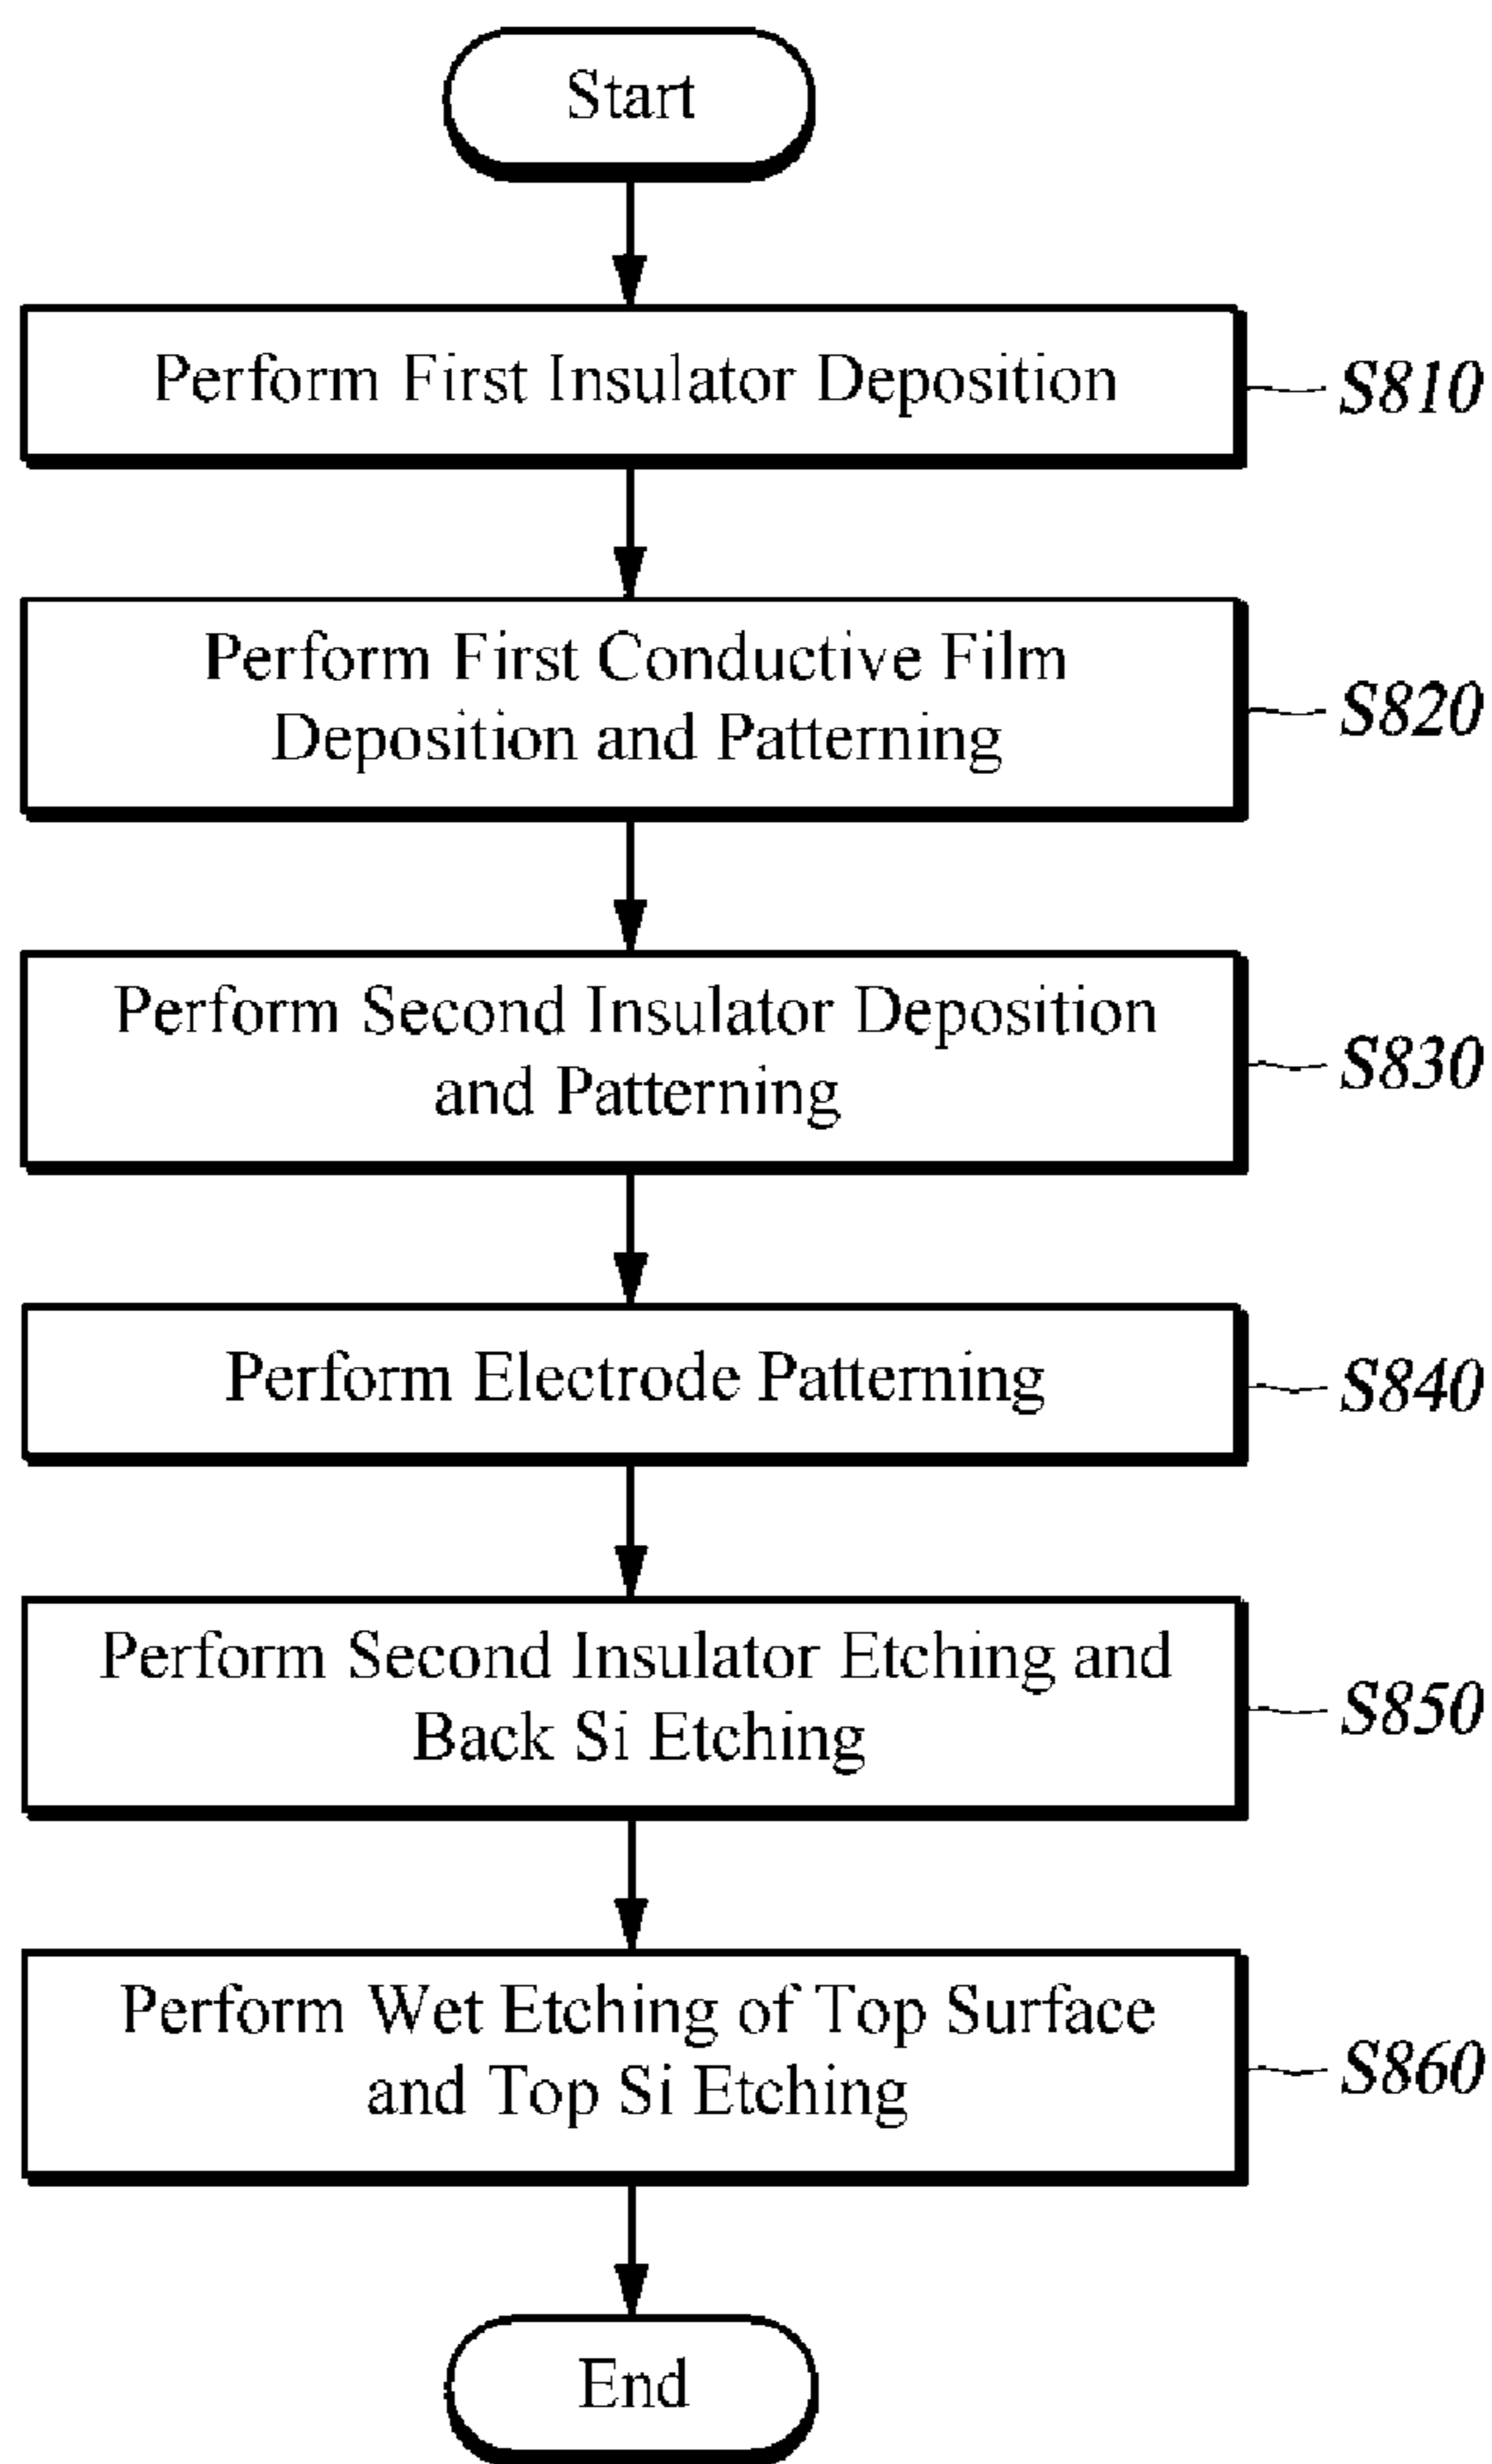 Start
Perform First Insulator Deposition
S810
Perform First Conductive Film
Deposition and Patterning
S820
Perform Second Insulator Deposition
and Patterning
S830
Perform Electrode Patterning
S840
Perform Second Insulator Etching and
Back Si Etching
S850
Perform Wet Etching of Top Surface
and Top Si Etching
S860
End